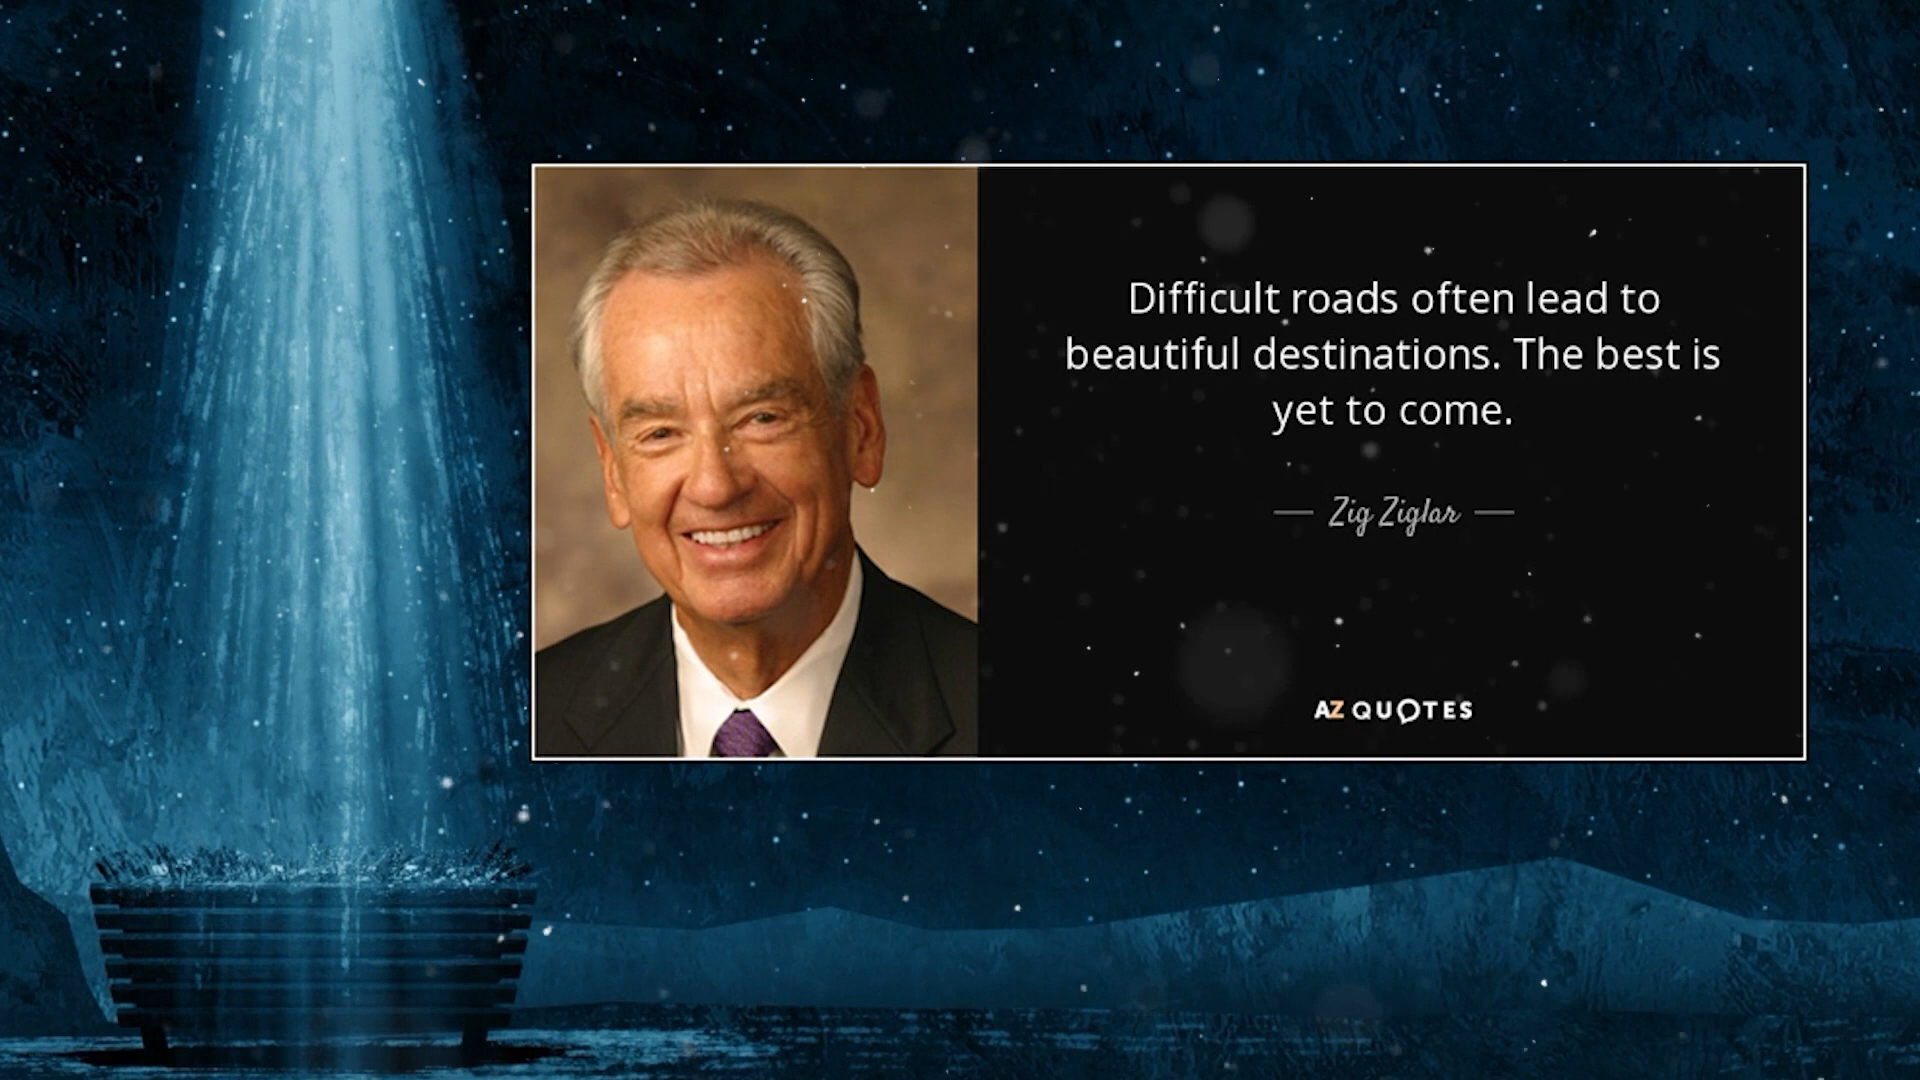 Difficult roads often lead to
beautiful destinations. The best is
yet to come.
— Zig Ziglar —
AZ QUOTES